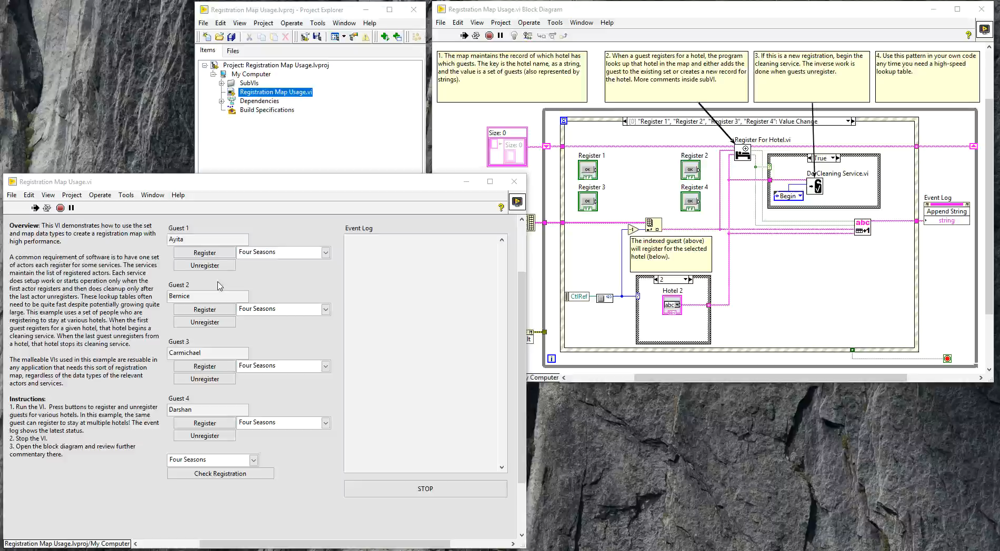 Registration Map Usage.lvproj - Project Explorer
File Edit View Project Operate Tools Window Help
Items Files
Project: Registration Map Usage.lvproj
My Computer
SubVIs
Registration Map Usage.vi
Dependencies
Build Specifications
Registration Map Usage.vi Block Diagram
File Edit View Project Operate Tools Window Help
1. The map maintains the record of which hotel has
which guests. The key is the hotel name, as a string,
and the value is a set of guests (also represented by
strings).
2. When a guest registers for a hotel, the program
looks up that hotel in the map and either adds the
guest to the existing set or creates a new record for
the hotel. More comments inside subVI.
3. If this is a new registration, begin the
cleaning service. The inverse work is
done when guests unregister.
4. Use this pattern in your own code
any time you need a high-speed
lookup table.
Size: 0
Size: 0
[0] "Register 1", "Register 2", "Register 3", "Register 4": Value Change
Register For Hotel.vi
Register 1
OK
TF
Register 2
OK
TF
Register 3
OK
TF
Register 4
OK
TF
True
Do Cleaning Service.vi
Begin
Event Log
Append String
string
abc
+1
-1
The indexed guest (above)
will register for the selected
hotel (below).
2
Hotel 2
abc
abc
CtlRef
123
lt
i
y Computer
Registration Map Usage.vi
File Edit View Project Operate Tools Window Help
Overview: This VI demonstrates how to use the set
and map data types to create a registration map with
high performance.
A common requirement of software is to have one set
of actors each register for some services. The services
maintain the list of registered actors. Each service
does setup work or starts operation only when the
first actor registers and then does cleanup only after
the last actor unregisters. These lookup tables often
need to be quite fast despite potentially growing quite
large. This example uses a set of people who are
registering to stay at various hotels. When the first
guest registers for a given hotel, that hotel begins a
cleaning service. When the last guest unregisters from
a hotel, that hotel stops its cleaning service.
The malleable VIs used in this example are resuable in
any application that needs this sort of registration
map, regardless of the data types of the relevant
actors and services.
Instructions:
1. Run the VI. Press buttons to register and unregister
guests for various hotels. In this example, the same
guest can register to stay at multiple hotels! The event
log shows the latest status.
2. Stop the VI.
3. Open the block diagram and review further
commentary there.
Guest 1
Ayita
Register Four Seasons
Unregister
Guest 2
Bernice
Register Four Seasons
Unregister
Guest 3
Carmichael
Register Four Seasons
Unregister
Guest 4
Darshan
Register Four Seasons
Unregister
Four Seasons
Check Registration
Event Log
STOP
Registration Map Usage.lvproj/My Computer